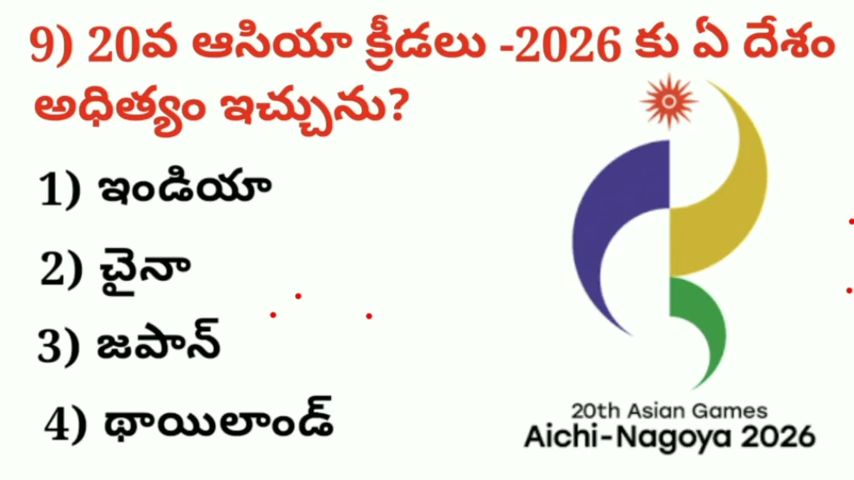 9) 20వ ఆసియా క్రీడలు -2026 కు ఏ దేశం
అధిత్యం ఇచ్చును?
1) ఇండియా
2) చైనా
3) జపాన్
4) థాయిలాండ్
20th Asian Games
Aichi-Nagoya 2026